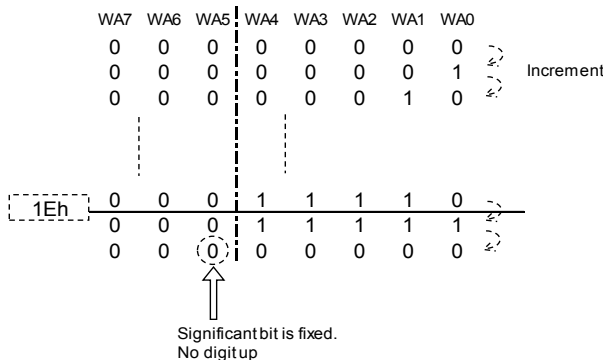 WA7 WA6 WA5 WA4 WA3 WA2 WA1 WA0
0 0 0 0 0 0 0 0
0 0 0 0 0 0 0 1
Increment
0 0 0 0 0 0 1 0
1Eh 0 0 0 1 1 1 1 0
0 0 0 1 1 1 1 1
0 0 0 0 0 0 0 0
Significant bit is fixed.
No digit up